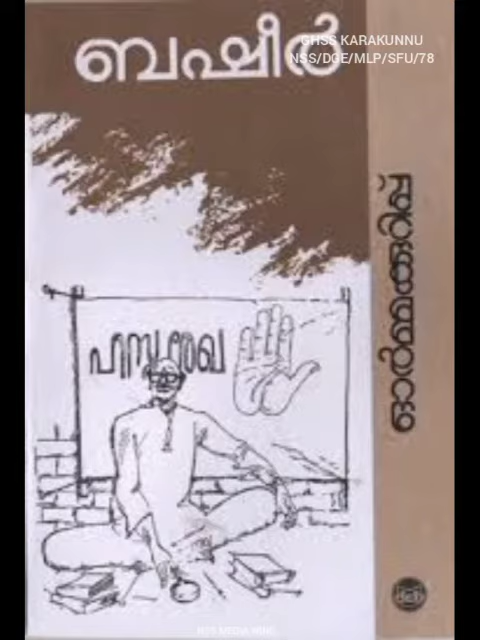 ബഷീർ
GHSS KARAKUNNU
NSS/DGE/MLP/SFU/78
ഓർമ്മക്കുറിപ്പ്
ഹസ്തരേഖ